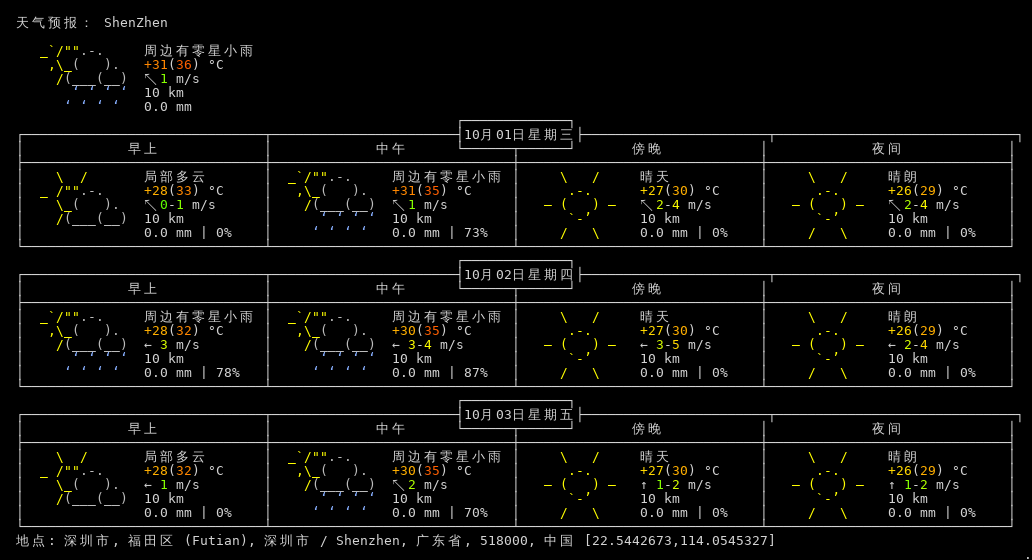 天气预报： ShenZhen
周边有零星小雨
+31(36) °C
↖ 1 m/s
10 km
0.0 mm
10月01日星期三
早上 中午 傍晚 夜间
局部多云 周边有零星小雨 晴天 晴朗
+28(33) °C +31(35) °C +27(30) °C +26(29) °C
↖ 0-1 m/s ↖ 1 m/s ↖ 2-4 m/s ↖ 2-4 m/s
10 km 10 km 10 km 10 km
0.0 mm | 0% 0.0 mm | 73% 0.0 mm | 0% 0.0 mm | 0%
10月02日星期四
早上 中午 傍晚 夜间
周边有零星小雨 周边有零星小雨 晴天 晴朗
+28(32) °C +30(35) °C +27(30) °C +26(29) °C
← 3 m/s ← 3-4 m/s ← 3-5 m/s ← 2-4 m/s
10 km 10 km 10 km 10 km
0.0 mm | 78% 0.0 mm | 87% 0.0 mm | 0% 0.0 mm | 0%
10月03日星期五
早上 中午 傍晚 夜间
局部多云 周边有零星小雨 晴天 晴朗
+28(32) °C +30(35) °C +27(30) °C +26(29) °C
← 1 m/s ↖ 2 m/s ↑ 1-2 m/s ↑ 1-2 m/s
10 km 10 km 10 km 10 km
0.0 mm | 0% 0.0 mm | 70% 0.0 mm | 0% 0.0 mm | 0%
地点: 深圳市, 福田区 (Futian), 深圳市 / Shenzhen, 广东省, 518000, 中国 [22.5442673,114.0545327]